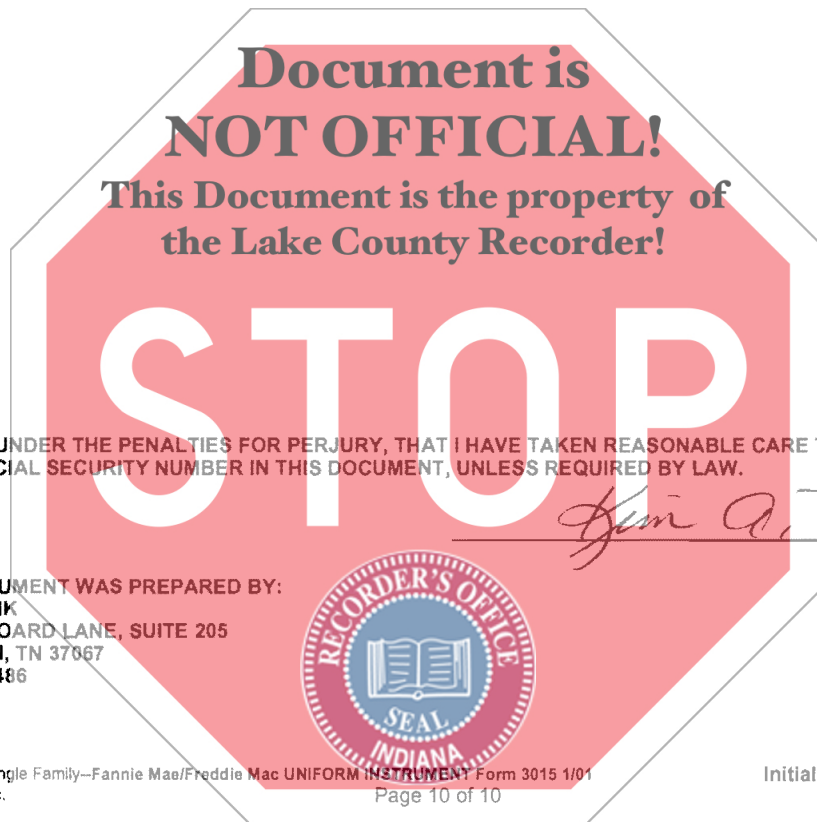 Document is
NOT OFFICIAL!
This Document is the property of
the Lake County Recorder!
STOP
UNDER THE PENALTIES FOR PERJURY, THAT I HAVE TAKEN REASONABLE CARE
CIAL SECURITY NUMBER IN THIS DOCUMENT, UNLESS REQUIRED BY LAW.
Kim A.
UMENT WAS PREPARED BY:
OARD LANE, SUITE 205
, TN 37067
486
RECORDER'S OFFICE
SEAL
INDIANA
ngle Family--Fannie Mae/Freddie Mac UNIFORM INSTRUMENT Form 3015 1/01
Initial
c.
Page 10 of 10